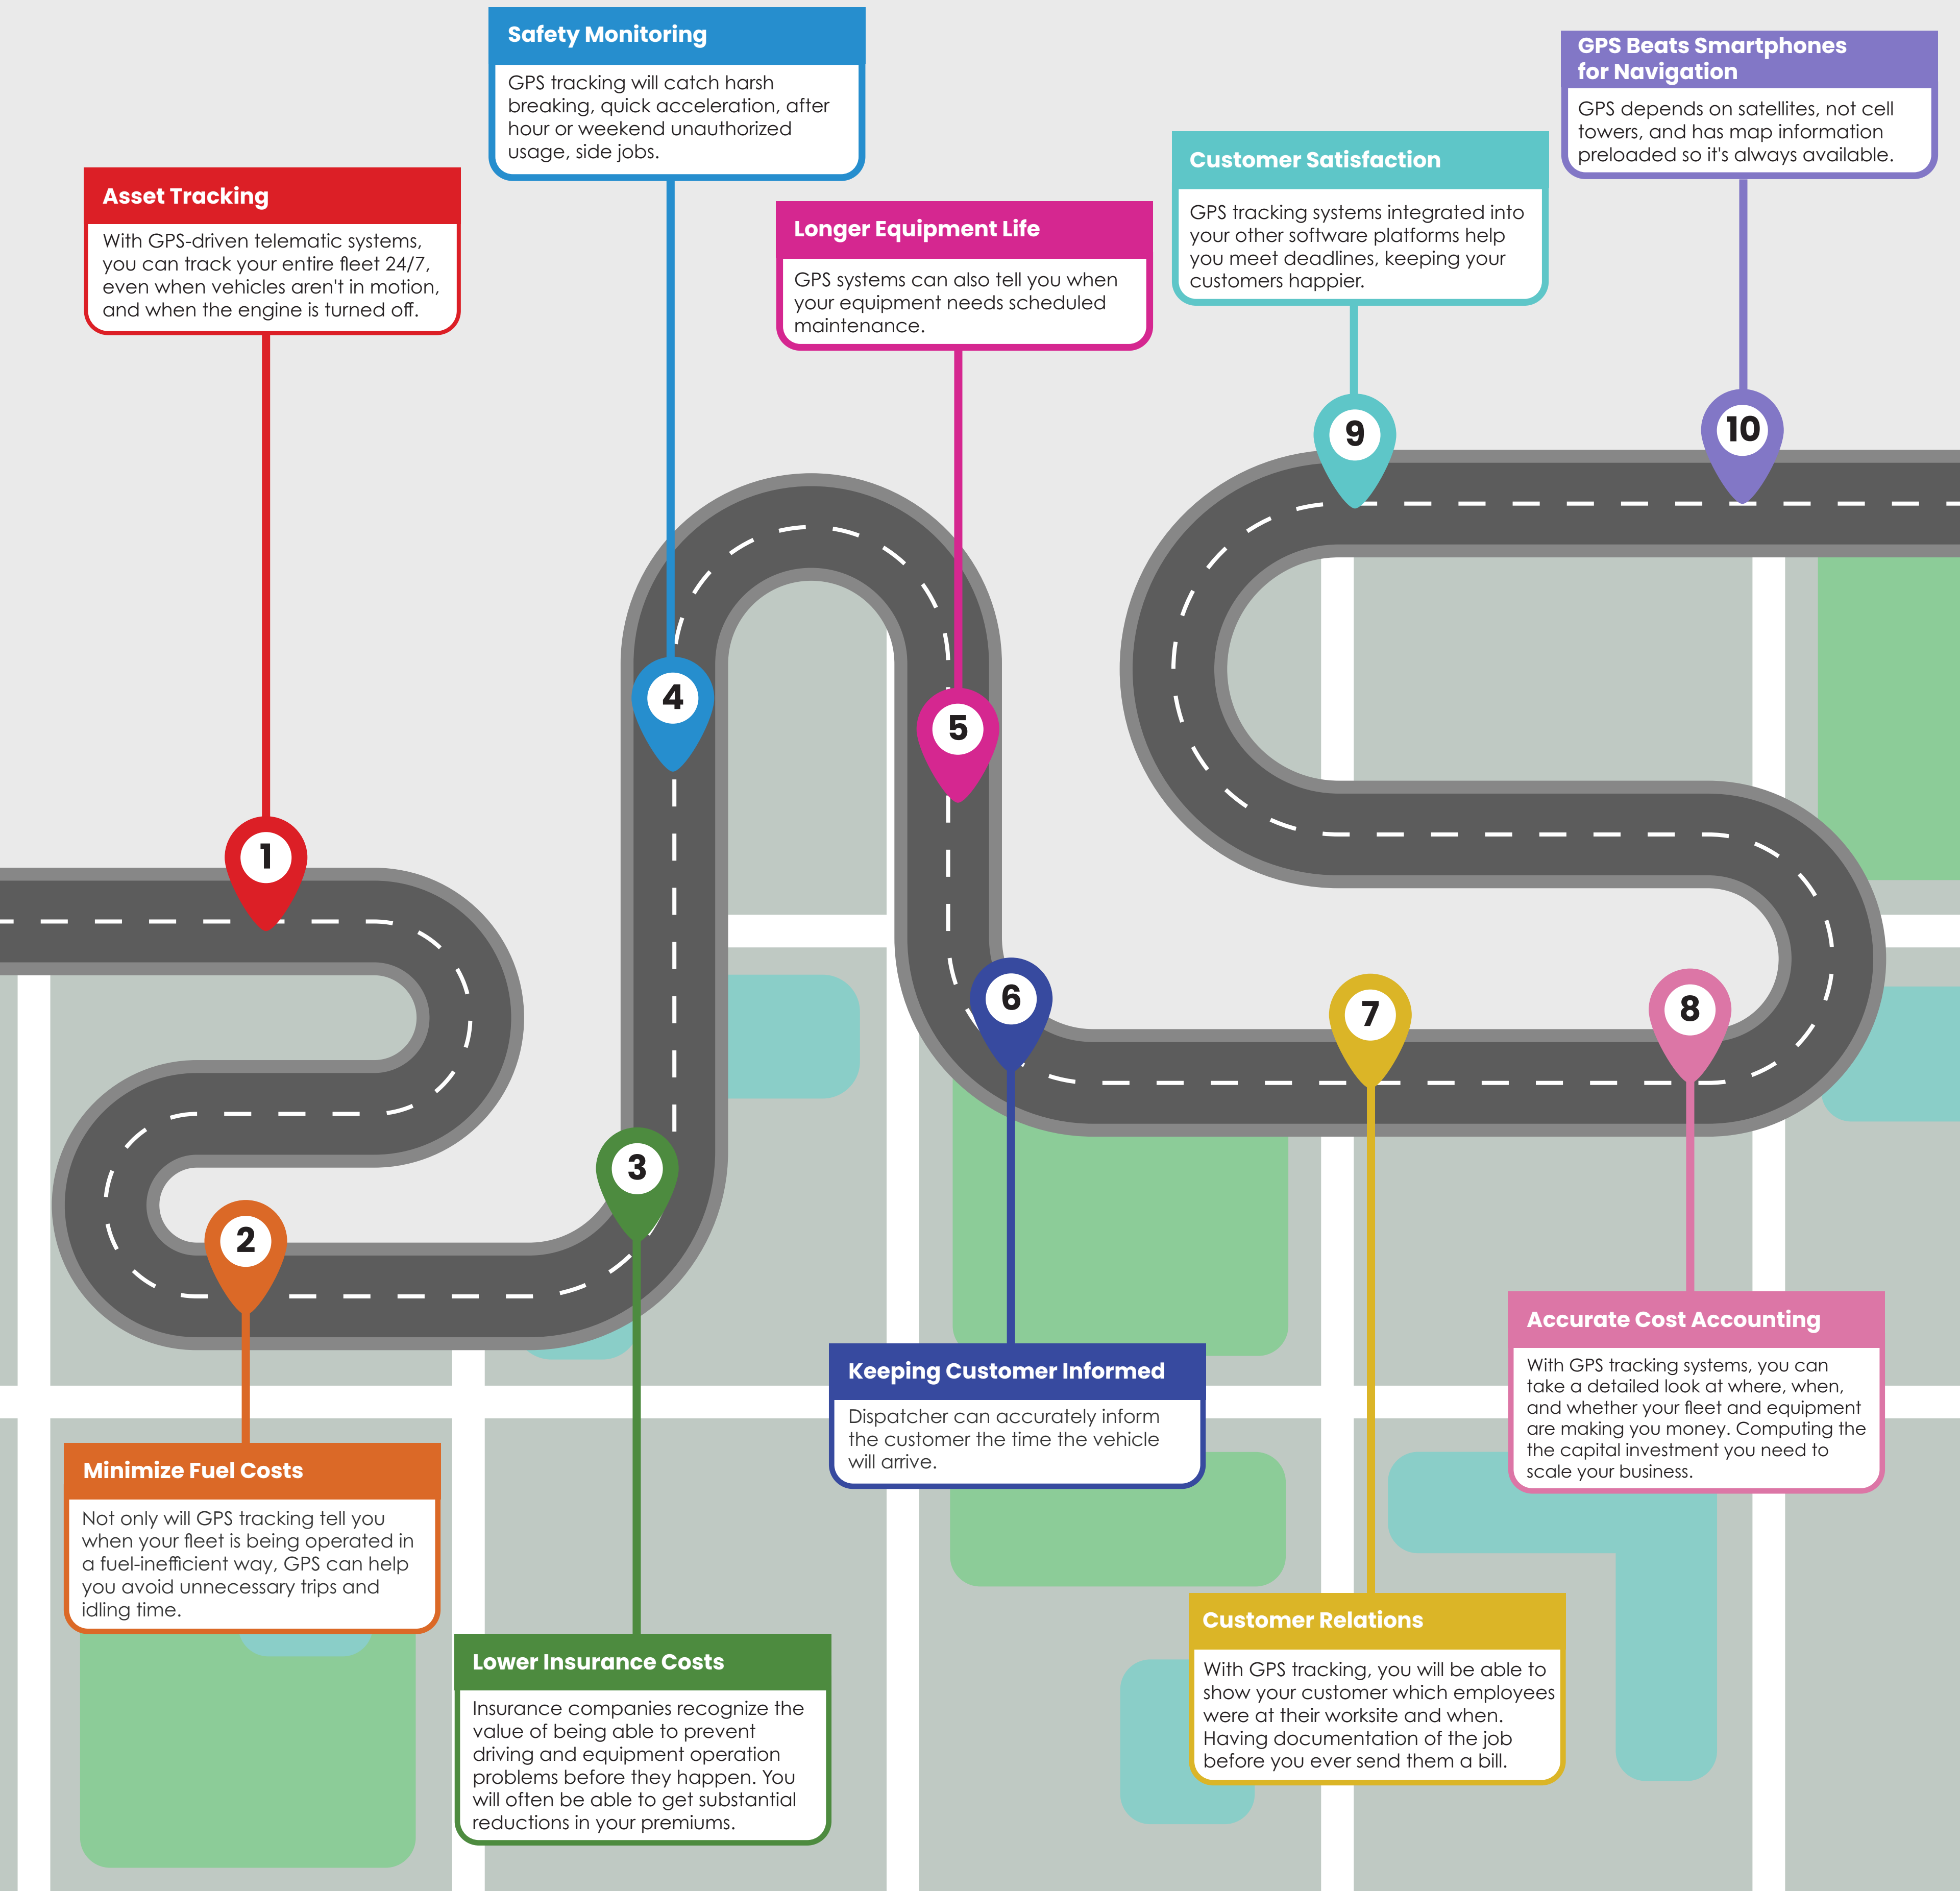 Asset Tracking
With GPS-driven telematic systems,
you can track your entire fleet 24/7,
even when vehicles aren't in motion,
and when the engine is turned off.
1
Minimize Fuel Costs
Not only will GPS tracking tell you
when your fleet is being operated in
a fuel-inefficient way, GPS can help
you avoid unnecessary trips and
idling time.
2
Lower Insurance Costs
Insurance companies recognize the
value of being able to prevent
driving and equipment operation
problems before they happen. You
will often be able to get substantial
reductions in your premiums.
3
Safety Monitoring
GPS tracking will catch harsh
breaking, quick acceleration, after
hour or weekend unauthorized
usage, side jobs.
4
Longer Equipment Life
GPS systems can also tell you when
your equipment needs scheduled
maintenance.
5
Keeping Customer Informed
Dispatcher can accurately inform
the customer the time the vehicle
will arrive.
6
Customer Relations
With GPS tracking, you will be able to
show your customer which employees
were at their worksite and when.
Having documentation of the job
before you ever send them a bill.
7
Accurate Cost Accounting
With GPS tracking systems, you can
take a detailed look at where, when,
and whether your fleet and equipment
are making you money. Computing the
the capital investment you need to
scale your business.
8
Customer Satisfaction
GPS tracking systems integrated into
your other software platforms help
you meet deadlines, keeping your
customers happier.
9
GPS Beats Smartphones
for Navigation
GPS depends on satellites, not cell
towers, and has map information
preloaded so it's always available.
10